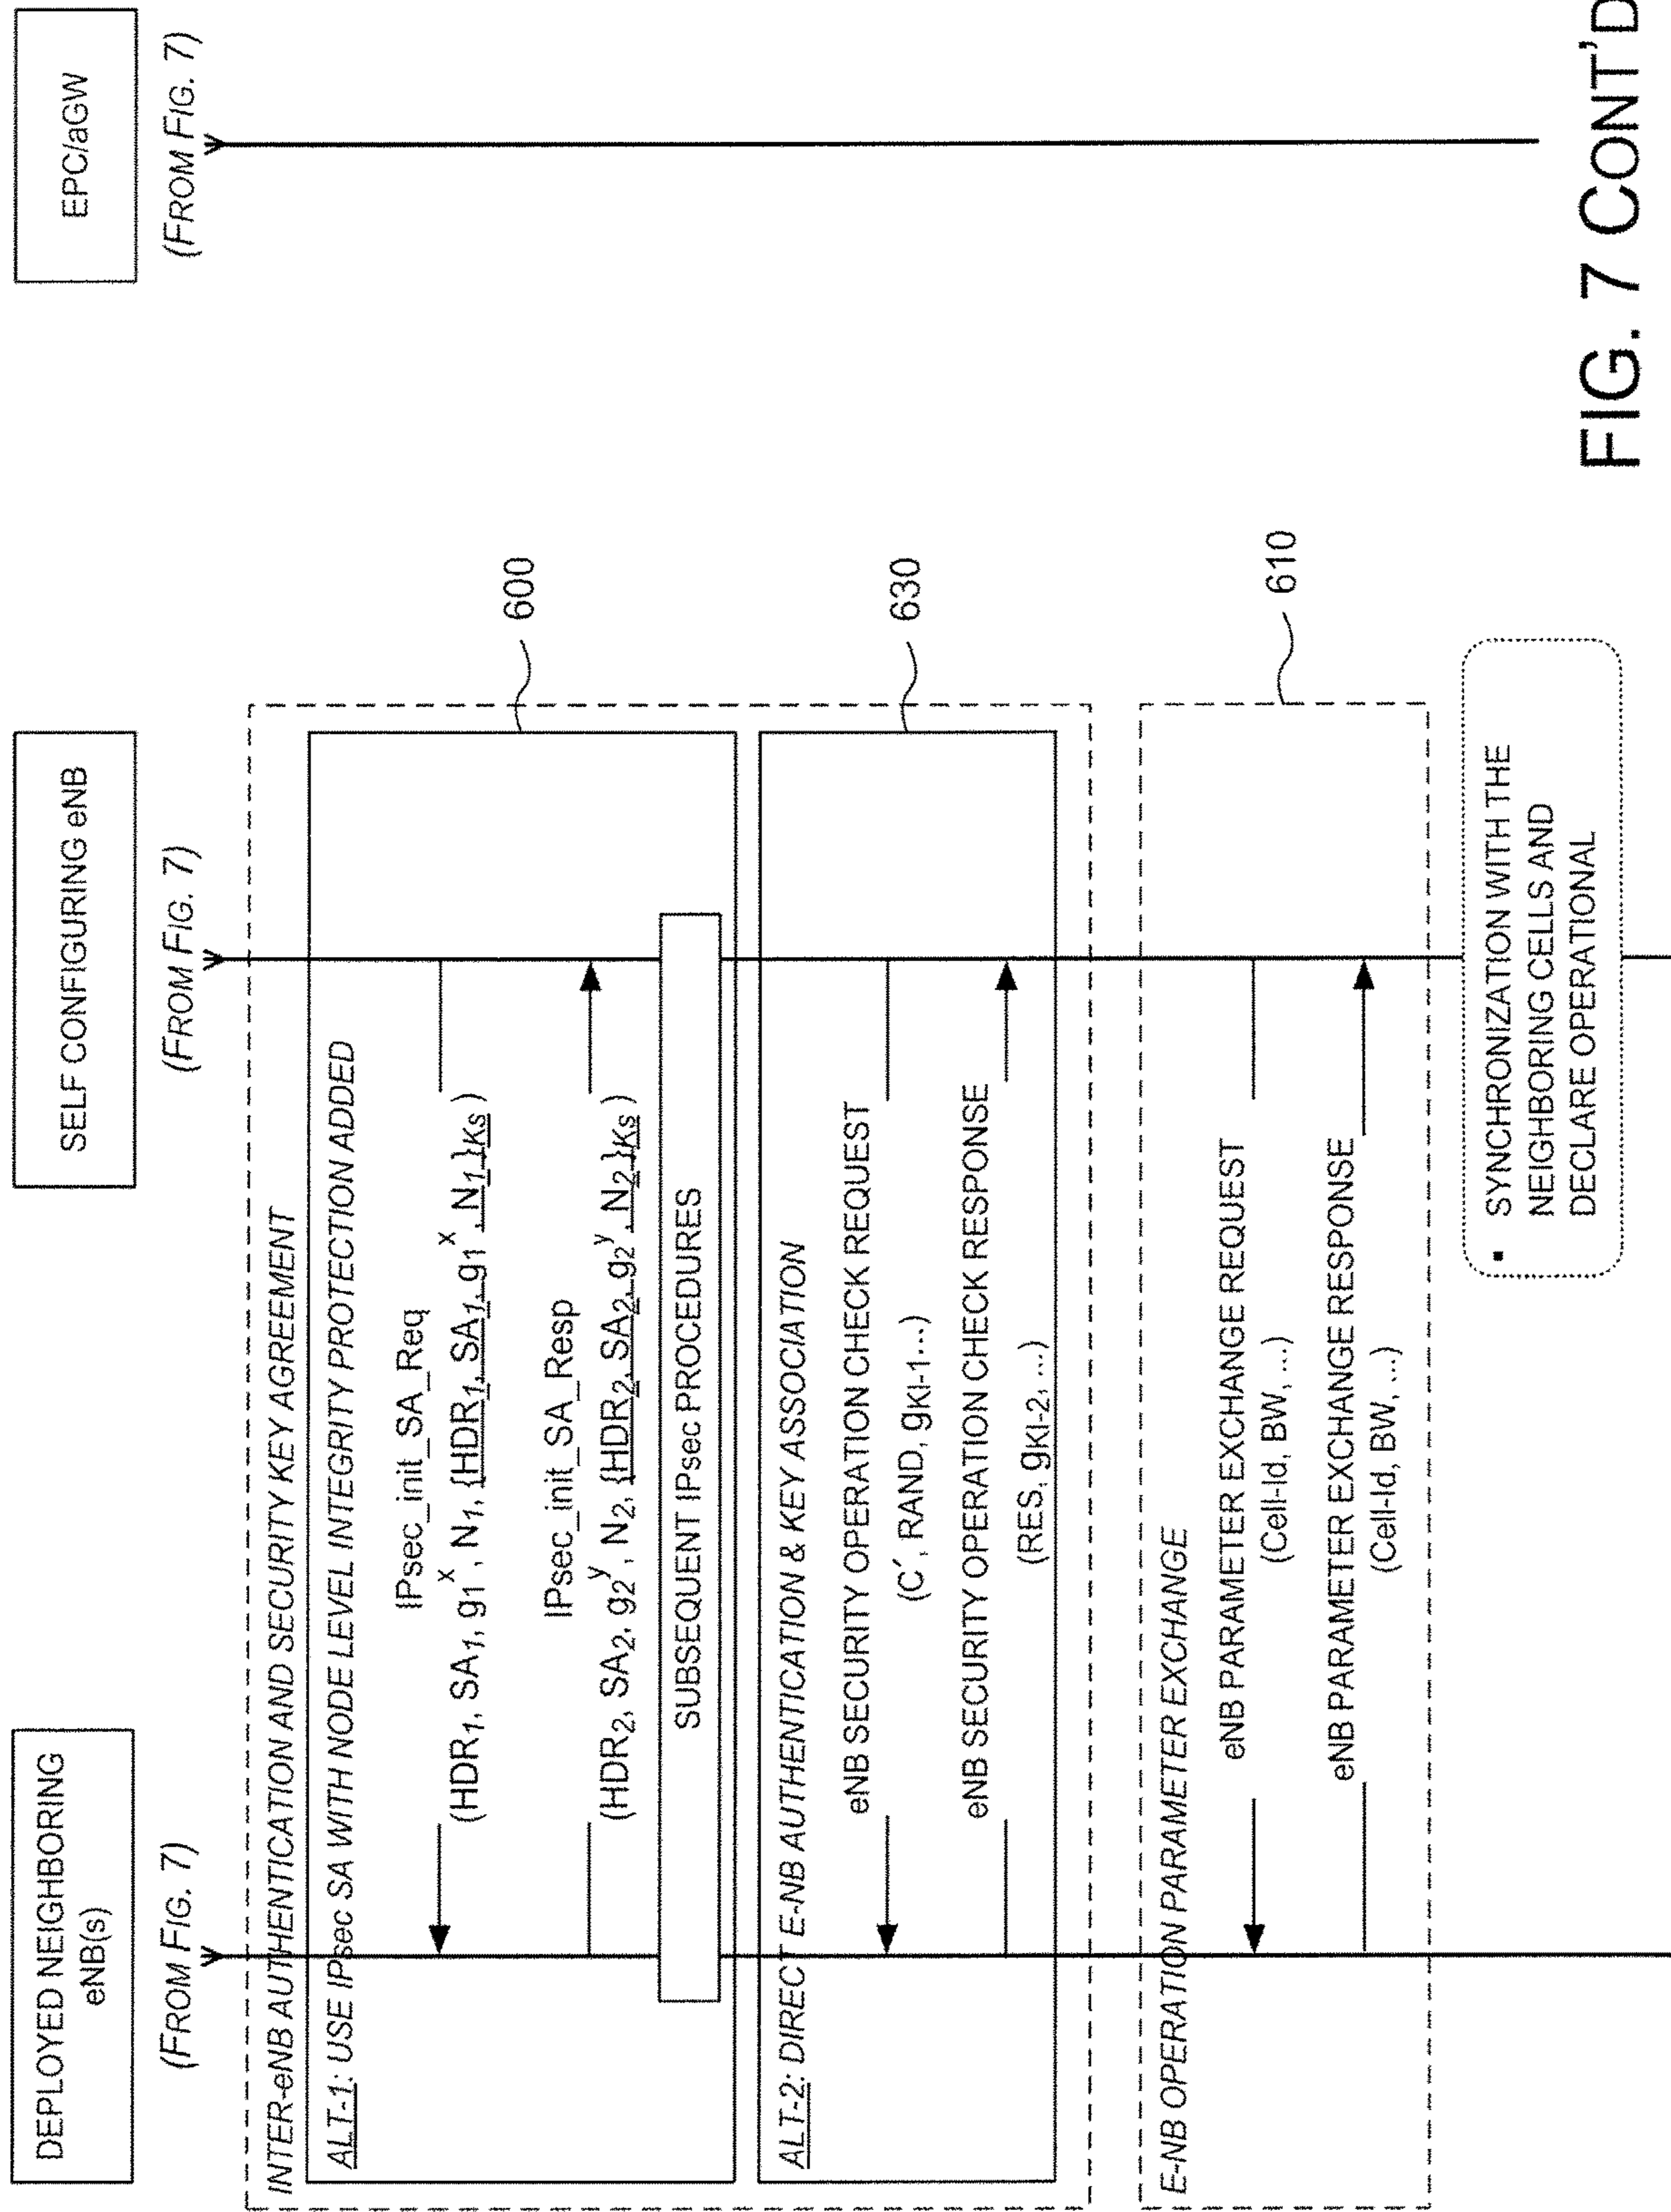 DEPLOYED NEIGHBORING
eNB(s)
SELF CONFIGURING eNB
EPC/aGW
(FROM FIG. 7)
(FROM FIG. 7)
(FROM FIG. 7)
INTER-eNB AUTHENTICATION AND SECURITY KEY AGREEMENT
ALT-1: USE IPsec SA WITH NODE LEVEL INTEGRITY PROTECTION ADDED
IPsec_init_SA_Req
(HDR1, SA1, g1^x, N1, {HDR1, SA1, g1^x, N1}Ks)
IPsec_init_SA_Resp
(HDR2, SA2, g2^y, N2, {HDR2, SA2, g2^y, N2}Ks)
SUBSEQUENT IPsec PROCEDURES
600
ALT-2: DIRECT E-NB AUTHENTICATION & KEY ASSOCIATION
eNB SECURITY OPERATION CHECK REQUEST
(C′, RAND, gKI-1...)
eNB SECURITY OPERATION CHECK RESPONSE
(RES, gKI-2, ...)
630
E-NB OPERATION PARAMETER EXCHANGE
eNB PARAMETER EXCHANGE REQUEST
(Cell-Id, BW, ...)
eNB PARAMETER EXCHANGE RESPONSE
(Cell-Id, BW, ...)
610
▪ SYNCHRONIZATION WITH THE
NEIGHBORING CELLS AND
DECLARE OPERATIONAL
FIG. 7 CONT'D